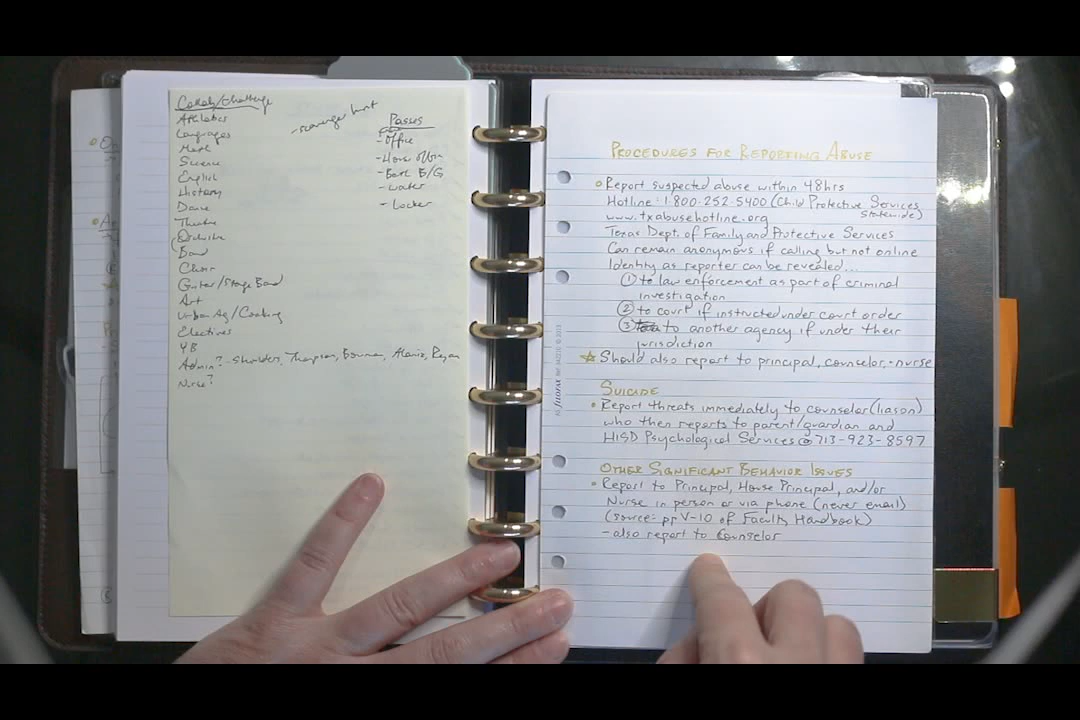 Collab/Challenge
Athletics
Languages
Math
Science
English
History
Dance
Theatre
Orchestra
Band
Choir
Guitar/Stage Band
Art
Urban Ag/Cooking
Electives
YB
Admin? - Shoulders, Thompson, Bowman, Alaniz, Regan
Nurse?
- scavenger hunt
Passes
- Office
- House Office
- Bath B/G
- water
- Locker
PROCEDURES FOR REPORTING ABUSE
Report suspected abuse within 48hrs
Hotline: 1.800.252.5400 (Child Protective Services
Statewide)
www.txabusehotline.org
Texas Dept. of Family and Protective Services
Can remain anonymous if calling but not online
Identity as reporter can be revealed...
① to law enforcement as part of criminal
investigation
② to court if instructed under court order
③ to another agency if under their
jurisdiction
☆ Should also report to principal, counselor, + nurse
SUICIDE
• Report threats immediately to counselor (liason)
who then reports to parent/guardian and
HISD Psychological Services @ 713-923-8597
OTHER SIGNIFICANT BEHAVIOR ISSUES
• Report to Principal, House Principal, and/or
Nurse in person or via phone (never email)
(source: pp V-10 of Faculty Handbook)
- also report to Counselor
filofax